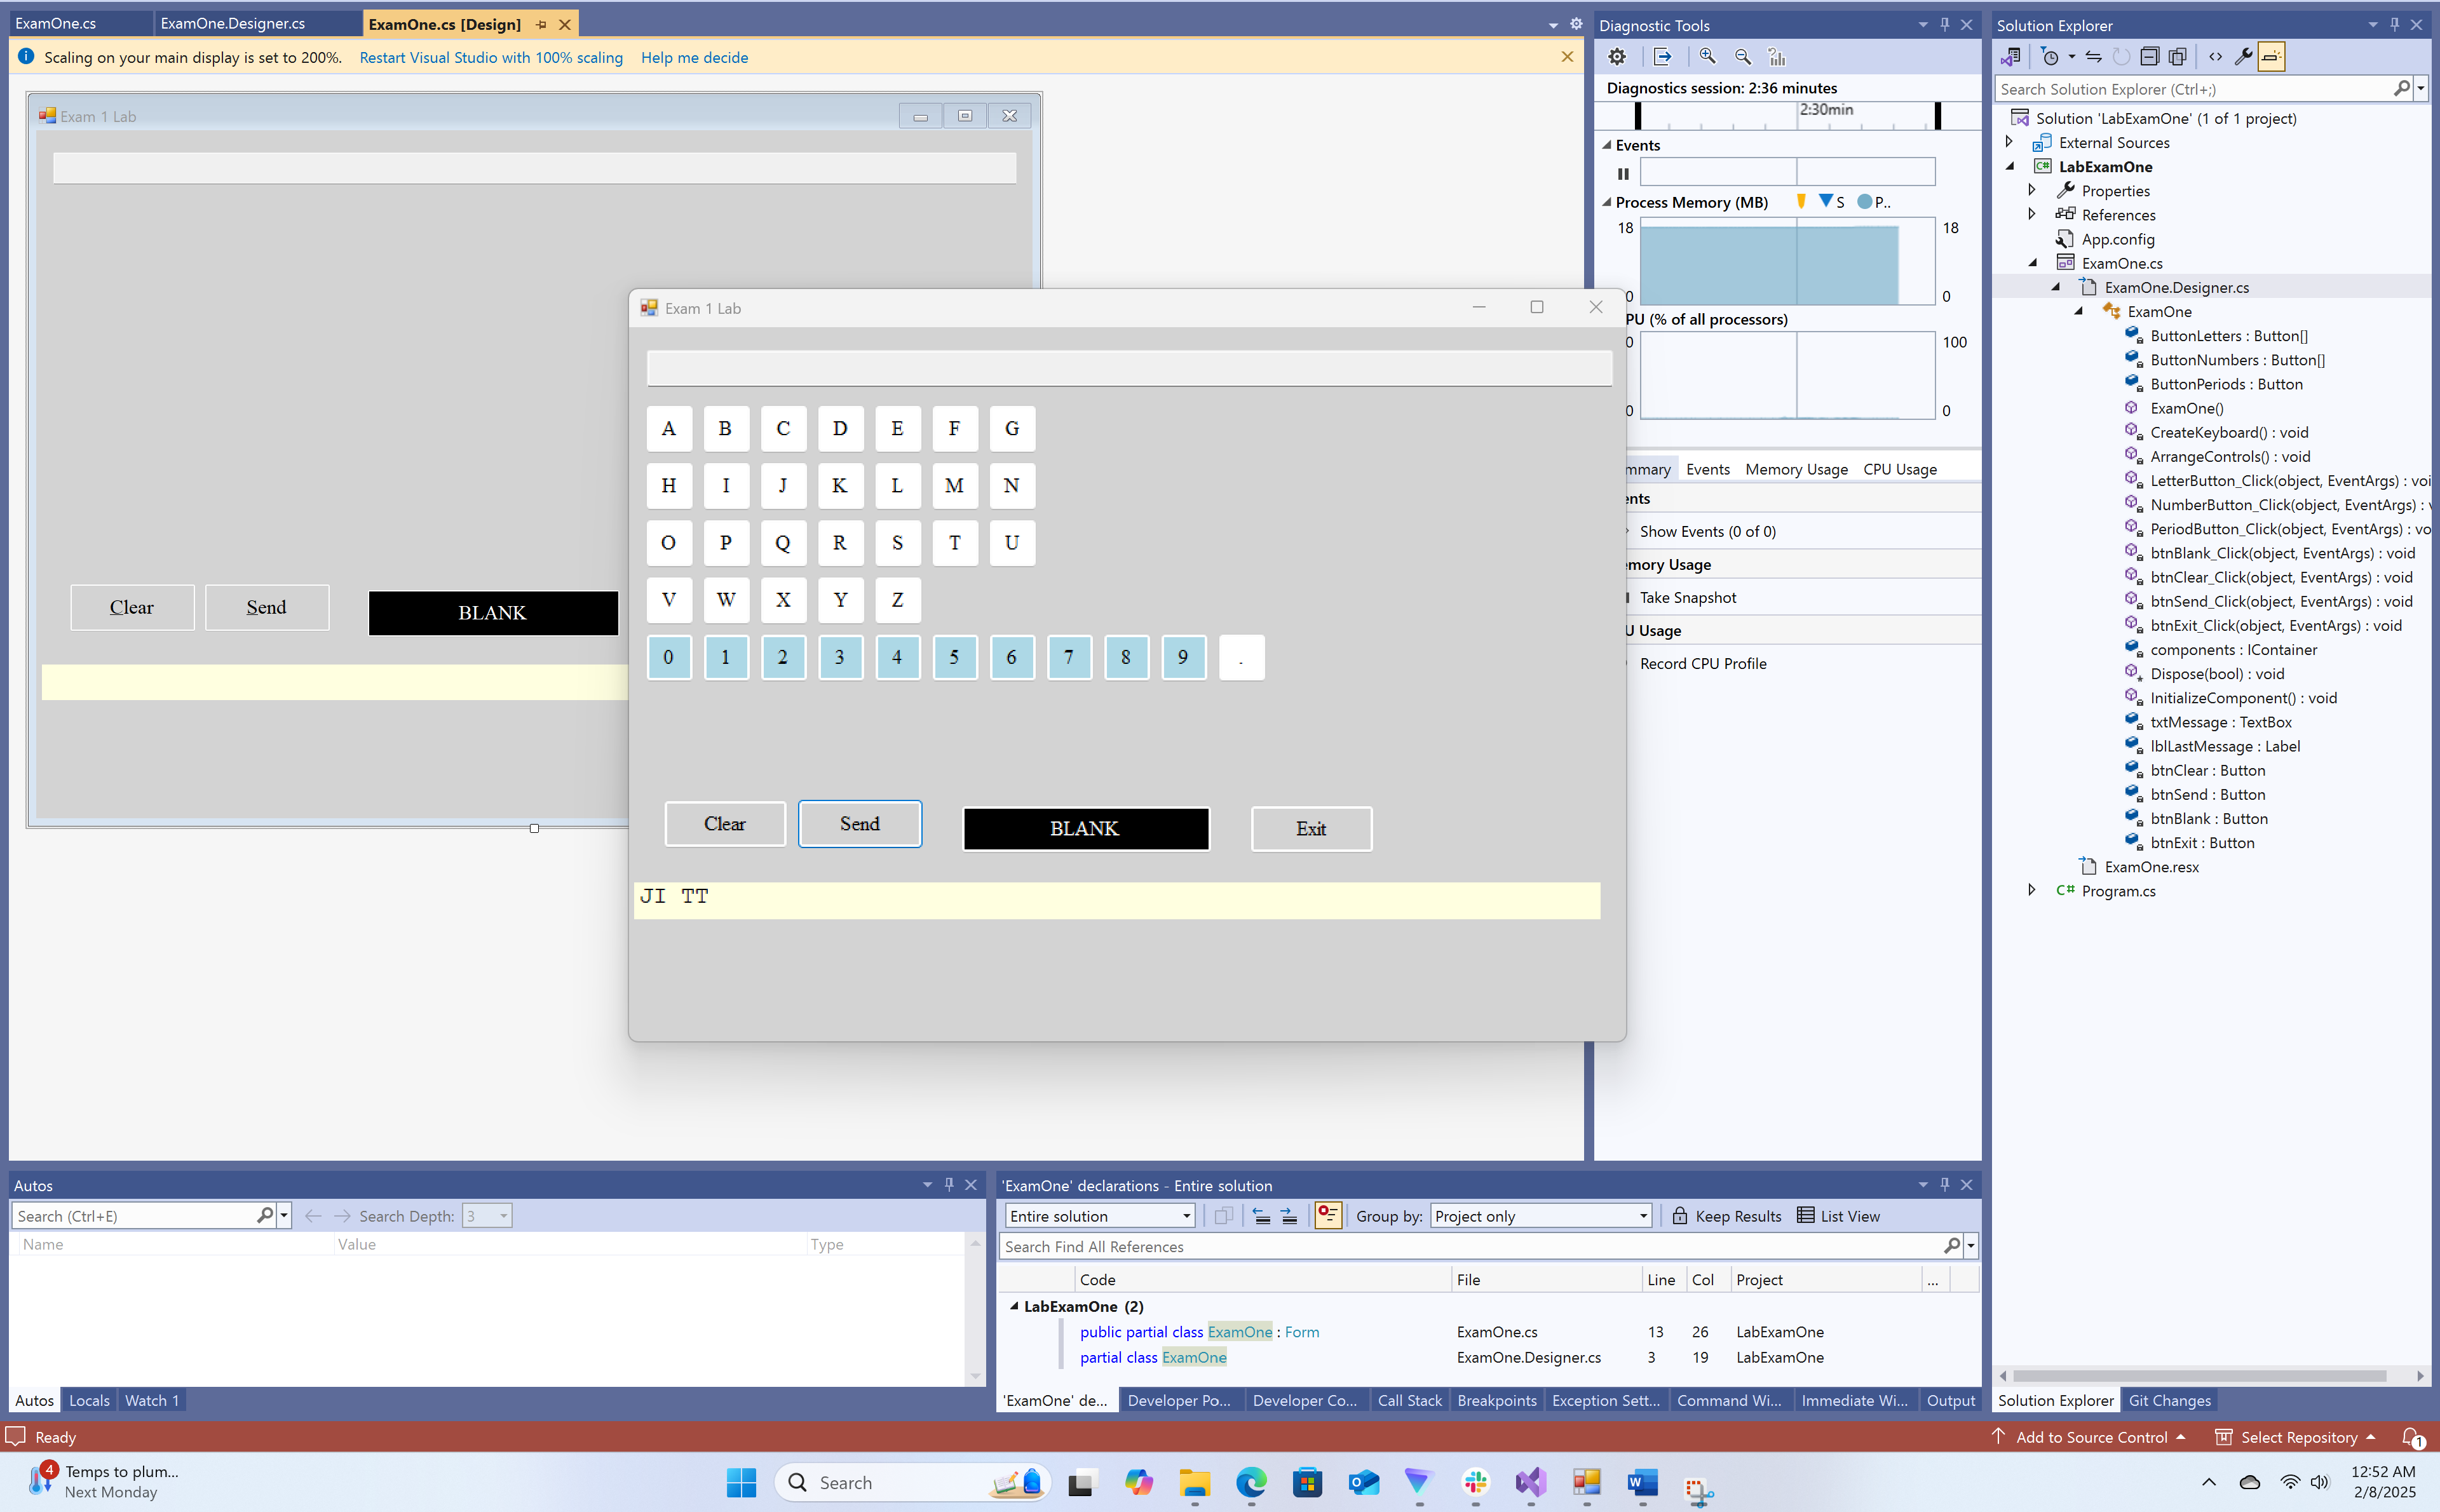 ExamOne.cs
ExamOne.Designer.cs
ExamOne.cs [Design]
Scaling on your main display is set to 200%. Restart Visual Studio with 100% scaling Help me decide
Exam 1 Lab
Clear
Send
BLANK
Exam 1 Lab
A B C D E F G
H I J K L M N
O P Q R S T U
V W X Y Z
0 1 2 3 4 5 6 7 8 9 .
Clear
Send
BLANK
Exit
JI TT
Diagnostic Tools
Diagnostics session: 2:36 minutes
2:30min
Events
Process Memory (MB) S P..
18 18
0 0
PU (% of all processors)
0 100
0 0
mmary Events Memory Usage CPU Usage
ents
Show Events (0 of 0)
emory Usage
Take Snapshot
U Usage
Record CPU Profile
Solution Explorer
Search Solution Explorer (Ctrl+;)
Solution 'LabExamOne' (1 of 1 project)
External Sources
C# LabExamOne
Properties
References
App.config
ExamOne.cs
ExamOne.Designer.cs
ExamOne
ButtonLetters : Button[]
ButtonNumbers : Button[]
ButtonPeriods : Button
ExamOne()
CreateKeyboard() : void
ArrangeControls() : void
LetterButton_Click(object, EventArgs) : voi
NumberButton_Click(object, EventArgs) : v
PeriodButton_Click(object, EventArgs) : vo
btnBlank_Click(object, EventArgs) : void
btnClear_Click(object, EventArgs) : void
btnSend_Click(object, EventArgs) : void
btnExit_Click(object, EventArgs) : void
components : IContainer
Dispose(bool) : void
InitializeComponent() : void
txtMessage : TextBox
lblLastMessage : Label
btnClear : Button
btnSend : Button
btnBlank : Button
btnExit : Button
ExamOne.resx
C# Program.cs
Solution Explorer Git Changes
Autos
Search (Ctrl+E) Search Depth: 3
Name Value Type
Autos Locals Watch 1
'ExamOne' declarations - Entire solution
Entire solution Group by: Project only Keep Results List View
Search Find All References
Code File Line Col Project ...
LabExamOne (2)
public partial class ExamOne : Form ExamOne.cs 13 26 LabExamOne
partial class ExamOne ExamOne.Designer.cs 3 19 LabExamOne
'ExamOne' de... Developer Po... Developer Co... Call Stack Breakpoints Exception Sett... Command Wi... Immediate Wi... Output
Ready
Add to Source Control Select Repository 1
4
Temps to plum...
Next Monday
Search
12:52 AM
2/8/2025